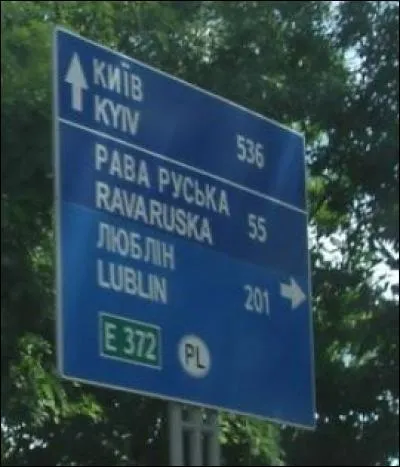 КИЇВ
KYIV 536
РАВА РУСЬКА
RAVARUSKA 55
ЛЮБЛІН
LUBLIN 201
E 372 PL